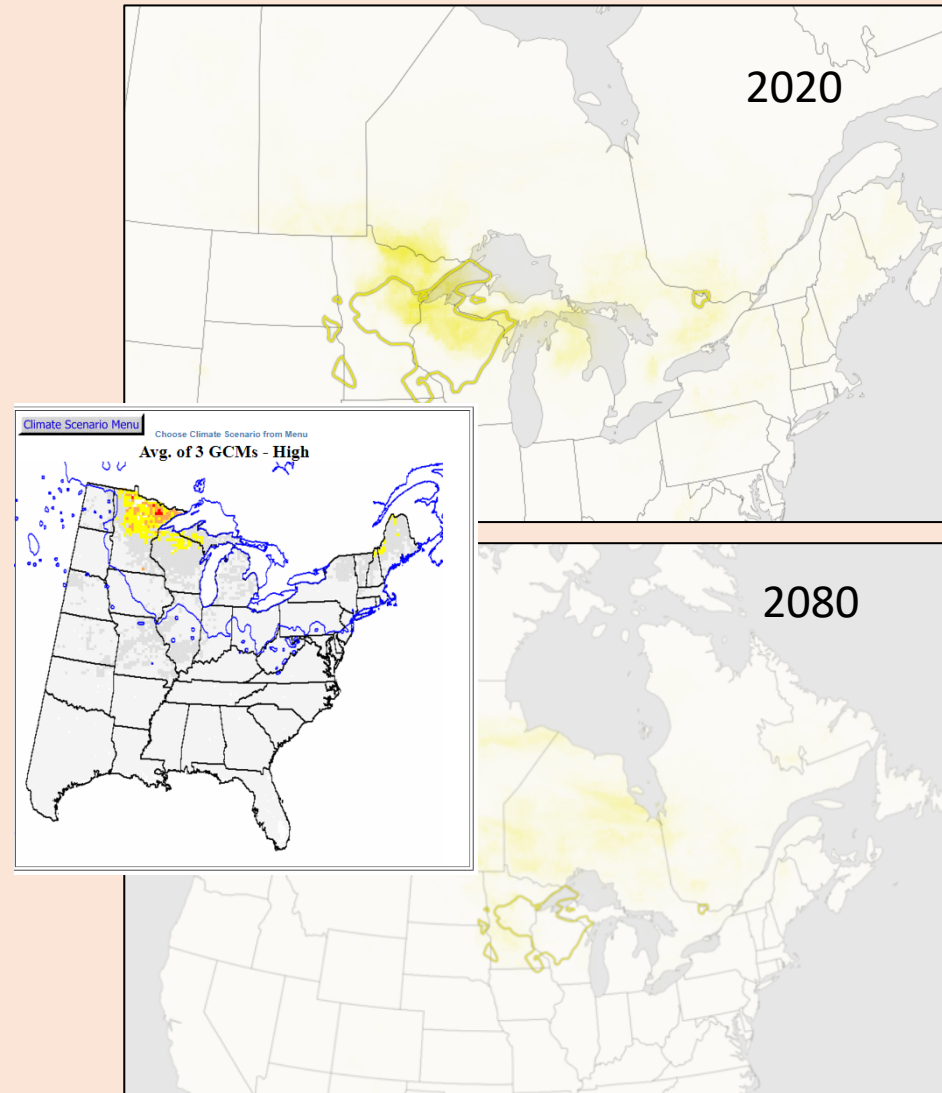 2020
Climate Scenario Menu
Choose Climate Scenario from Menu
Avg. of 3 GCMs - High
2080